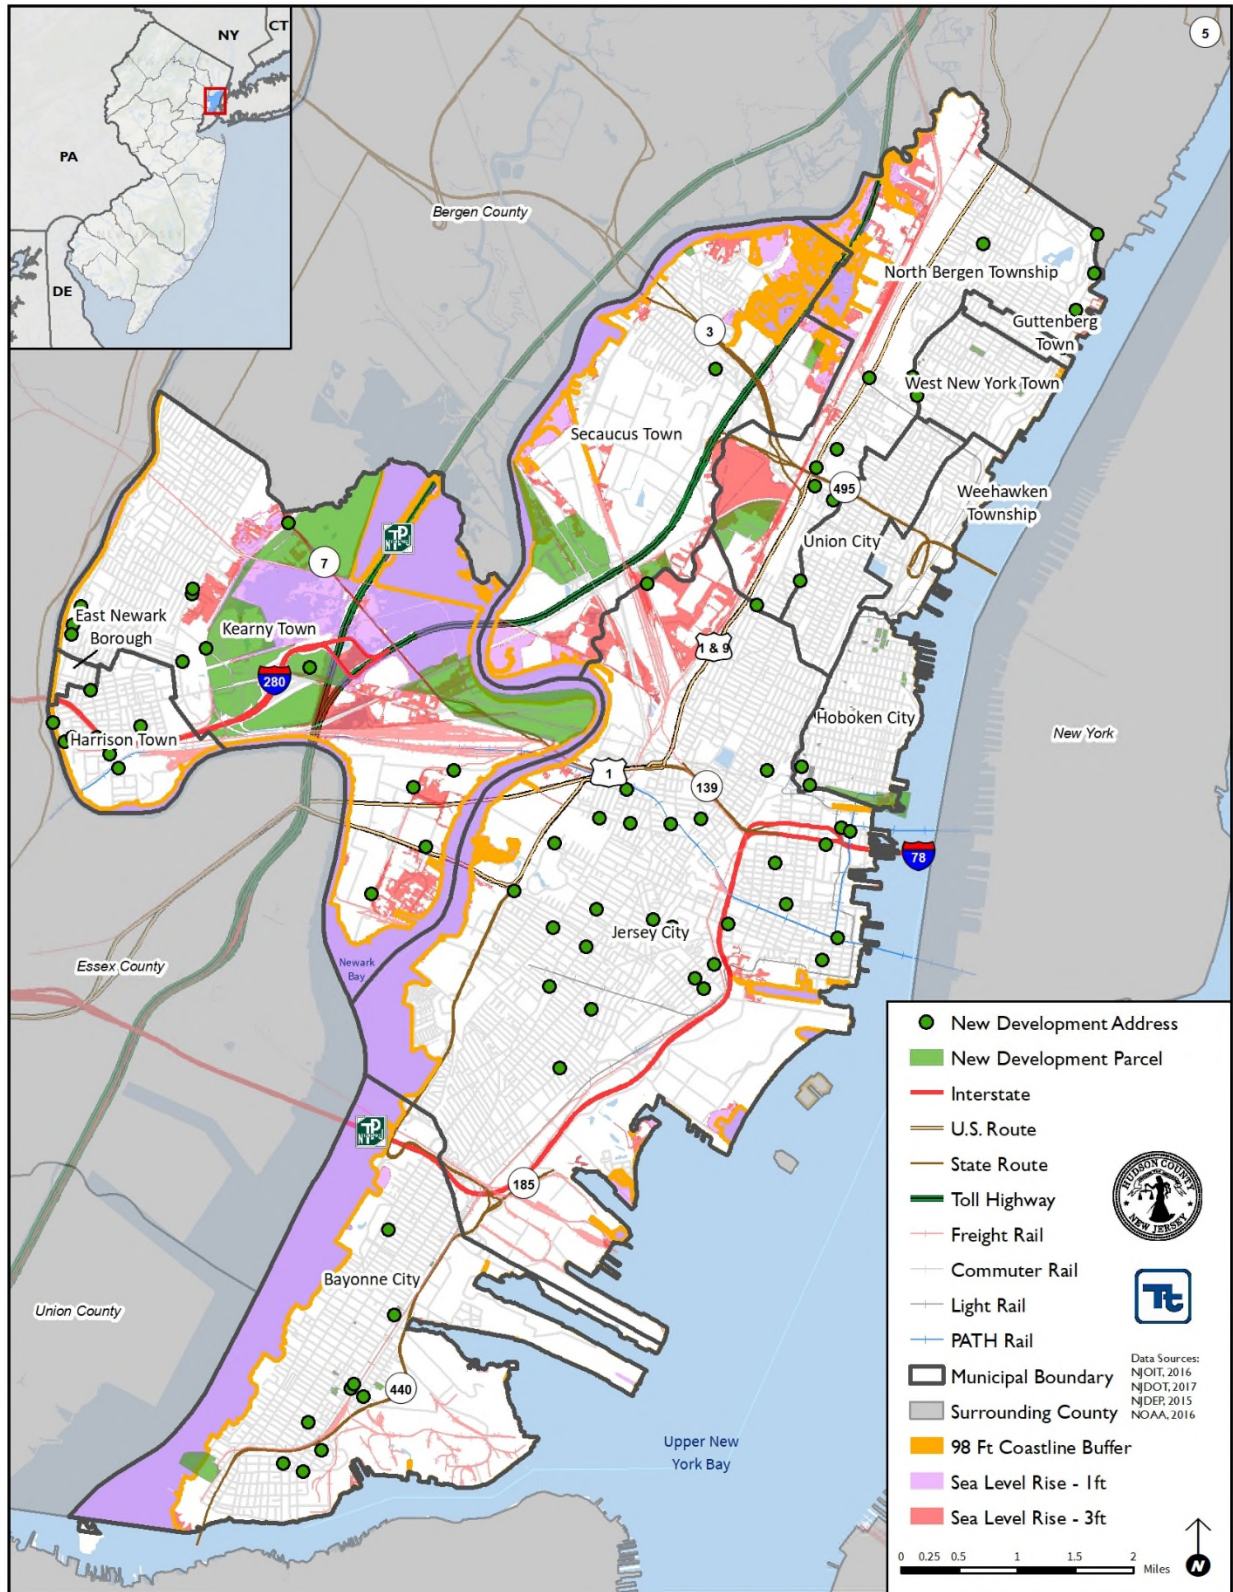 NY
CT
5
PA
DE
Bergen County
North Bergen Township
Guttenberg
Town
3
West New York Town
Secaucus Town
495
Weehawken
Township
Union City
7
East Newark
Borough
Kearny Town
1 & 9
280
Hoboken City
New York
Harrison Town
1
139
78
Jersey City
Essex County
Newark
Bay
185
Bayonne City
Union County
440
Upper New
York Bay
New Development Address
New Development Parcel
Interstate
U.S. Route
State Route
Toll Highway
Freight Rail
Commuter Rail
Light Rail
PATH Rail
Municipal Boundary
Surrounding County
98 Ft Coastline Buffer
Sea Level Rise - 1ft
Sea Level Rise - 3ft
HUDSON COUNTY
NEW JERSEY
Tt
Data Sources:
NJOIT, 2016
NJDOT, 2017
NJDEP, 2015
NOAA, 2016
0 0.25 0.5 1 1.5 2
Miles
N